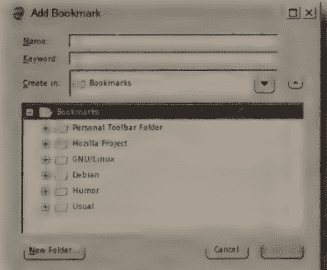 Add Bookmark
Name:
Keyword:
Create in: Bookmarks
Bookmarks
Personal Toolbar Folder
Mozilla Project
GNU/Linux
Debian
Humor
Usual
New Folder... Cancel